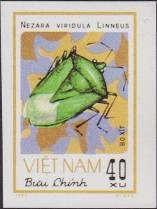 NEZARA VIRIDULA LINNEUS
BỌ XÍT
VIỆT NAM
40
XU
Bưu Chính